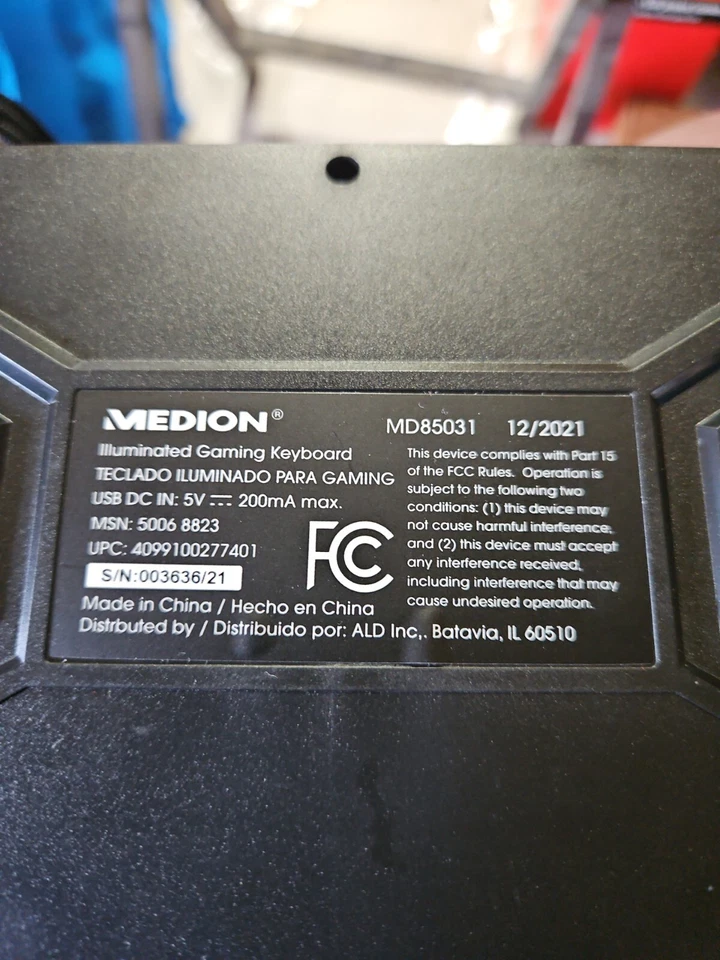 MEDION®
MD85031 12/2021
Illuminated Gaming Keyboard
TECLADO ILUMINADO PARA GAMING
USB DC IN: 5V ⎓ 200mA max.
MSN: 5006 8823
UPC: 4099100277401
S/N:003636/21
FC
Made in China / Hecho en China
Distrbuted by / Distribuido por: ALD Inc,. Batavia, IL 60510
This device complies with Part 15
of the FCC Rules. Operation is
subject to the following two
conditions: (1) this device may
not cause harmful interference,
and (2) this device must accept
any interference received,
including interference that may
cause undesired operation.